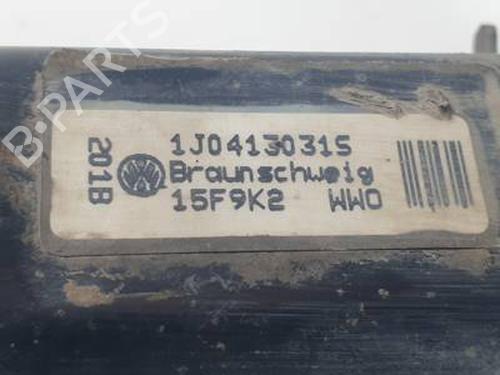 B-Parts
201B
1J0413031S
Braunschweig
15F9K2 WWO